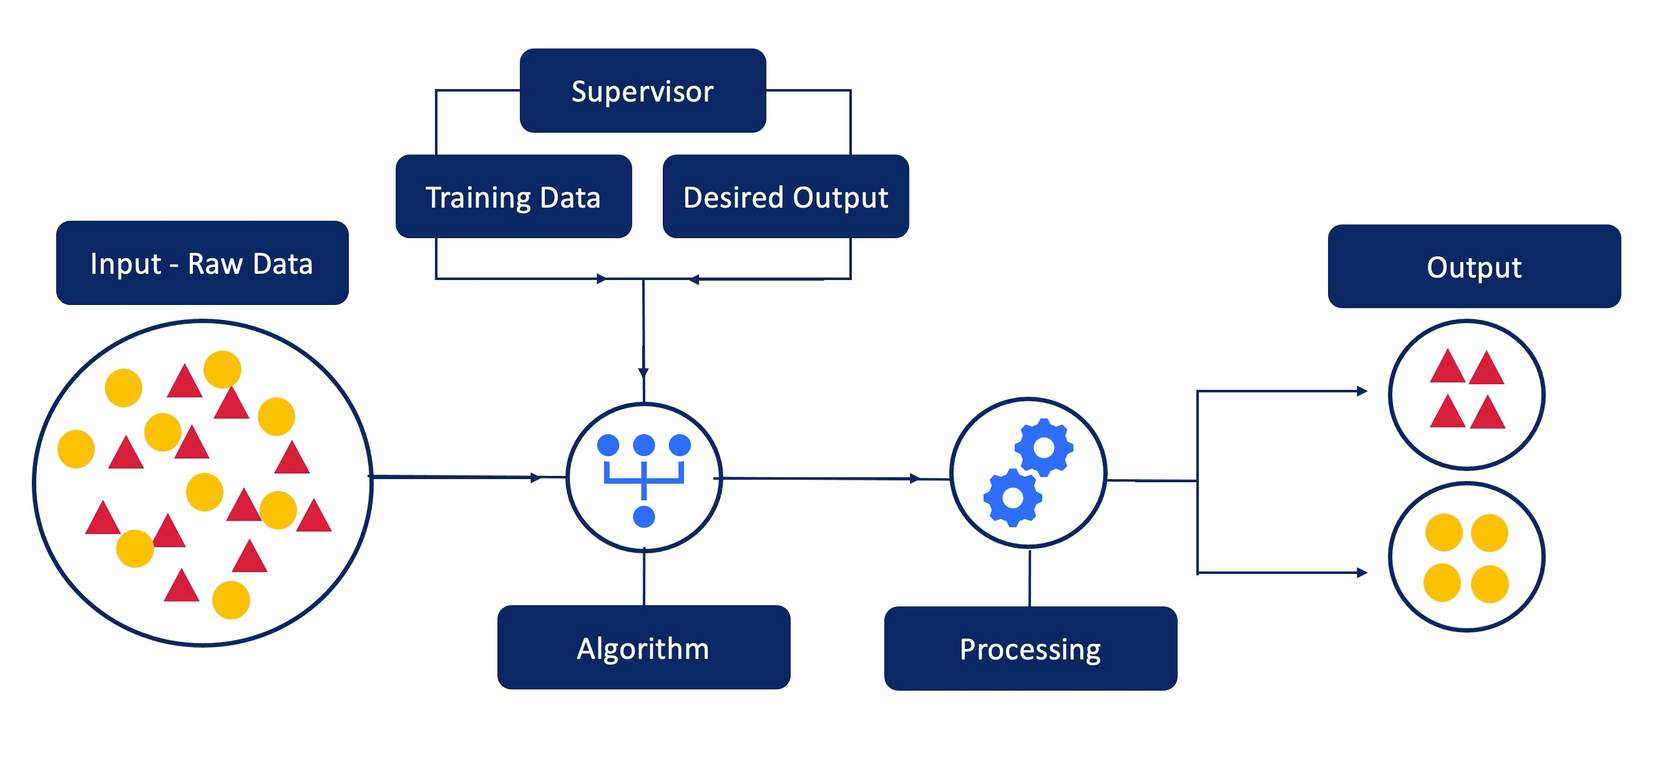 Supervisor
Training Data
Desired Output
Input - Raw Data
Output
Algorithm
Processing